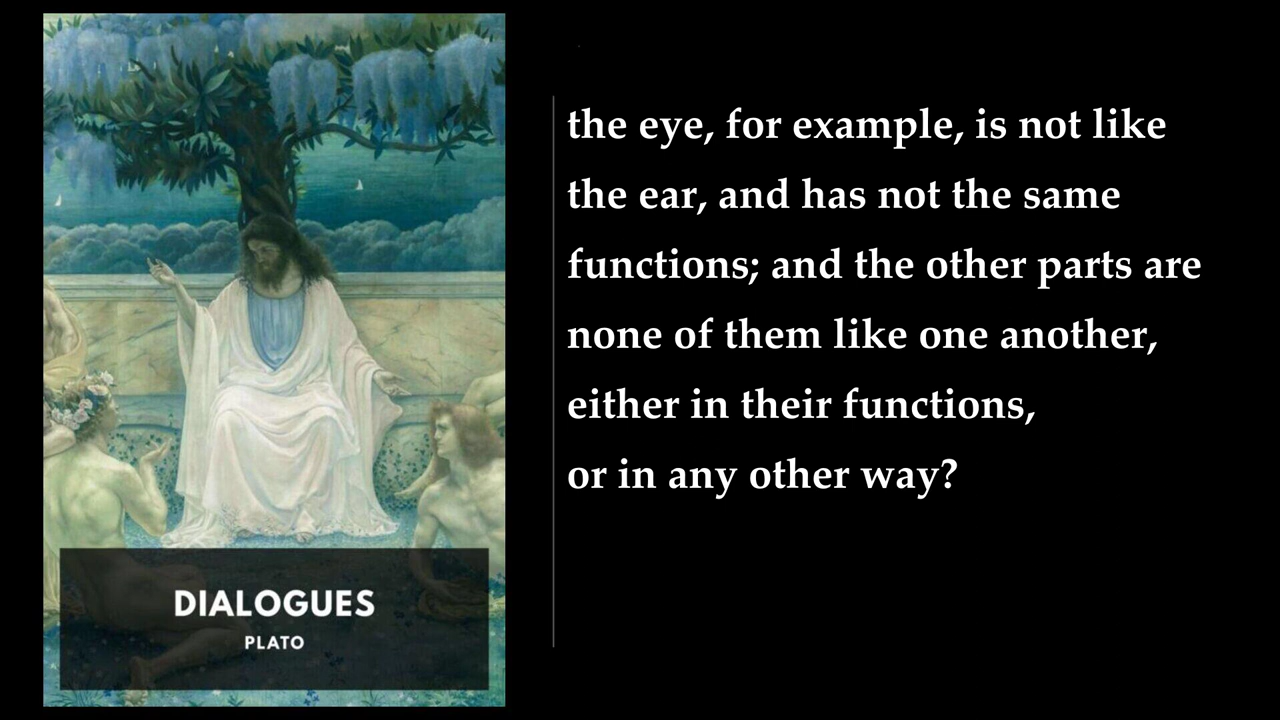 the eye, for example, is not like
the ear, and has not the same
functions; and the other parts are
none of them like one another,
either in their functions,
or in any other way?
DIALOGUES
PLATO